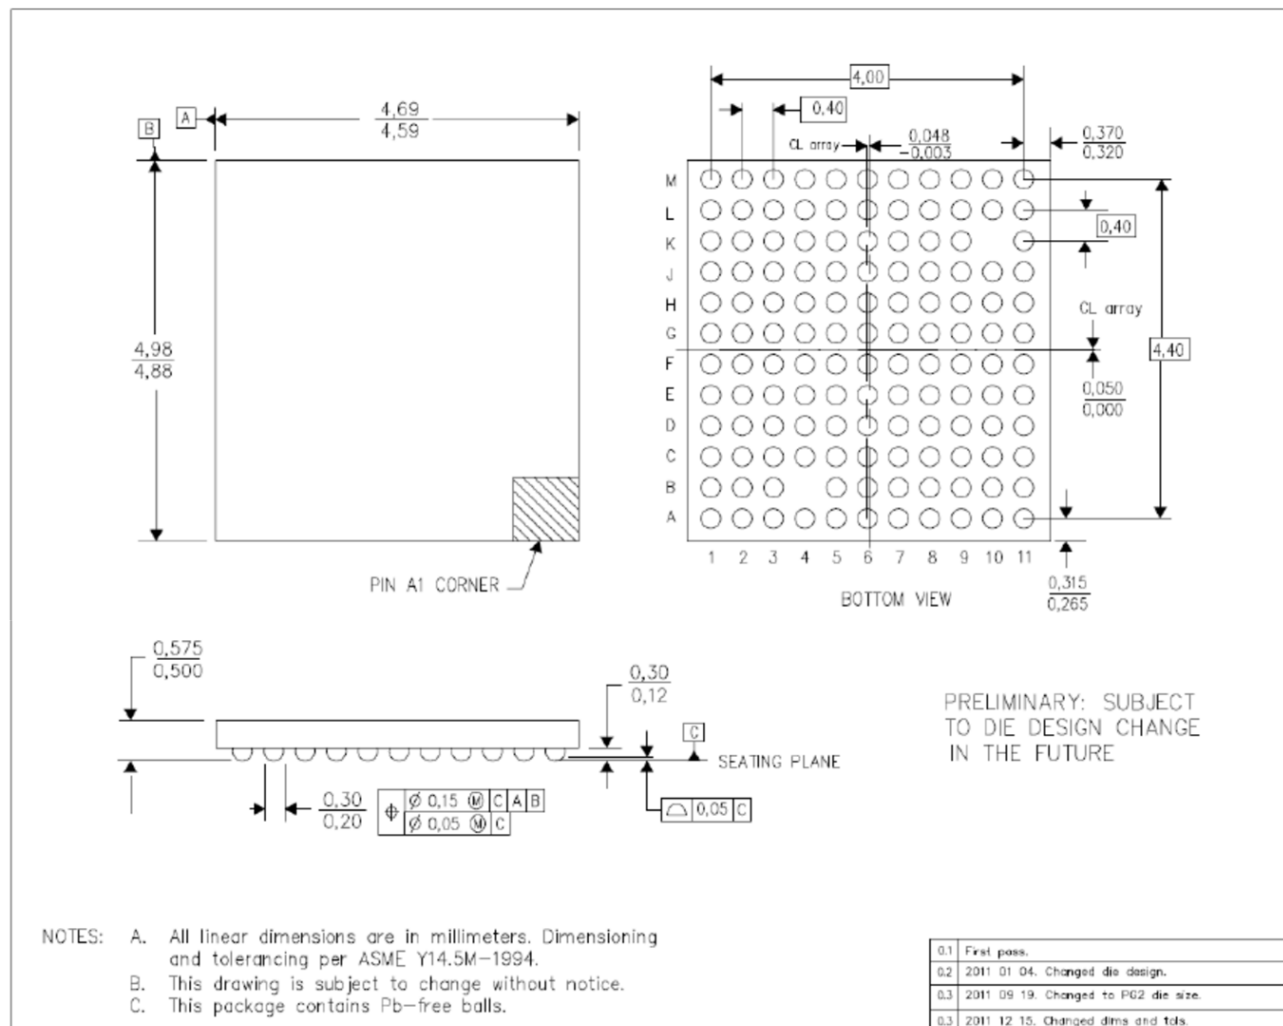 4,69
4,59
A
B
4,98
4,88
PIN A1 CORNER
4,00
0,40
CL array
0,048
-0,003
0,370
0,320
M
L
K
J
H
G
F
E
D
C
B
A
0,40
CL array
4,40
0,050
0,000
1 2 3 4 5 6 7 8 9 10 11
0,315
0,265
BOTTOM VIEW
0,575
0,500
0,30
0,12
C
SEATING PLANE
0,30
0,20
⌖ Ø 0,15 Ⓜ C A B
Ø 0,05 Ⓜ C
⌓ 0,05 C
PRELIMINARY: SUBJECT
TO DIE DESIGN CHANGE
IN THE FUTURE
NOTES: A. All linear dimensions are in millimeters. Dimensioning
and tolerancing per ASME Y14.5M-1994.
B. This drawing is subject to change without notice.
C. This package contains Pb-free balls.
0.1 First pass.
0.2 2011 01 04. Changed die design.
0.3 2011 09 19. Changed to PG2 die size.
0.3 2011 12 15. Changed dims and tols.